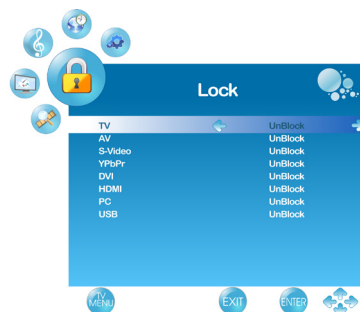 Lock
TV UnBlock
AV UnBlock
S-Video UnBlock
YPbPr UnBlock
DVI UnBlock
HDMI UnBlock
PC UnBlock
USB UnBlock
TV MENU EXIT ENTER